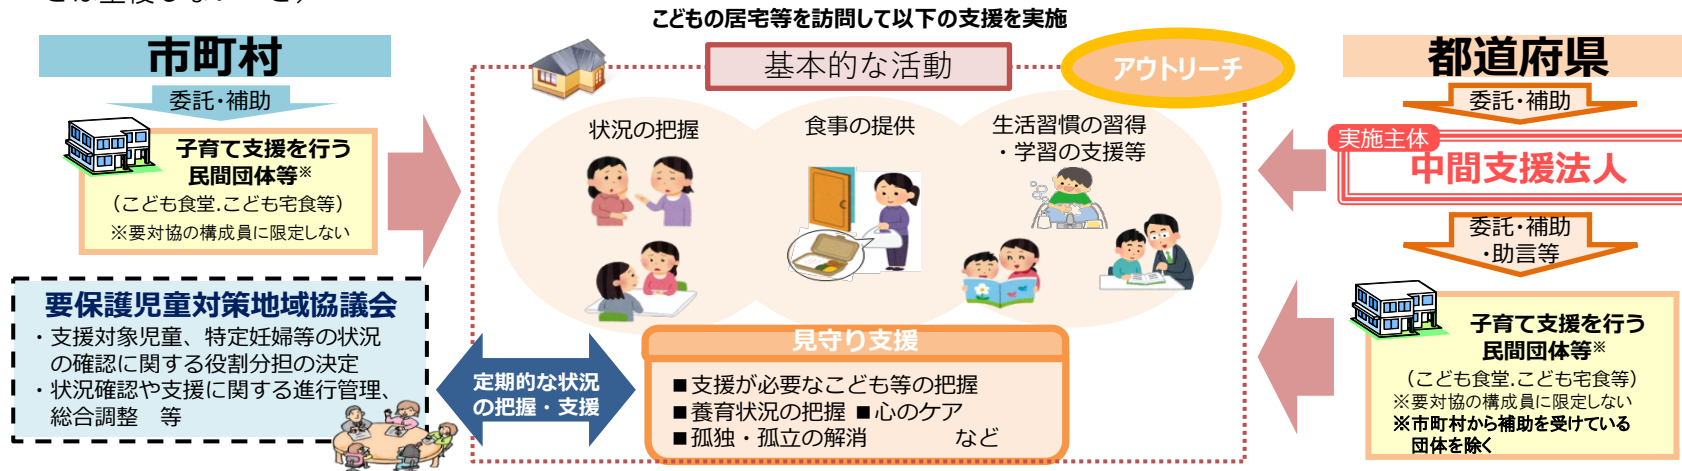 こどもの居宅等を訪問して以下の支援を実施
市町村
委託・補助
子育て支援を行う
民間団体等※
（こども食堂.こども宅食等）
※要対協の構成員に限定しない
要保護児童対策地域協議会
・支援対象児童、特定妊婦等の状況
の確認に関する役割分担の決定
・状況確認や支援に関する進行管理、
総合調整　等
定期的な状況
の把握・支援
基本的な活動
アウトリーチ
状況の把握
食事の提供
生活習慣の習得
・学習の支援等
見守り支援
■支援が必要なこども等の把握
■養育状況の把握 ■心のケア
■孤独・孤立の解消　　　　など
都道府県
委託・補助
実施主体
中間支援法人
委託・補助
・助言等
子育て支援を行う
民間団体等※
（こども食堂.こども宅食等）
※要対協の構成員に限定しない
※市町村から補助を受けている
団体を除く